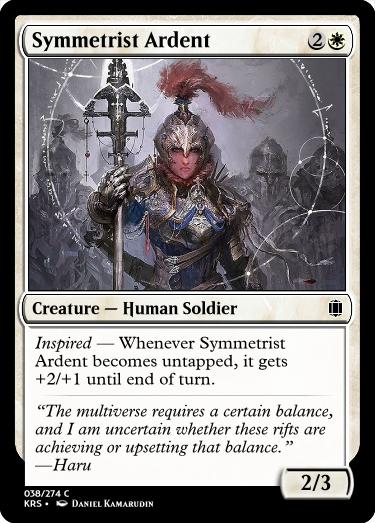 Symmetrist Ardent 2
Creature — Human Soldier
Inspired — Whenever Symmetrist
Ardent becomes untapped, it gets
+2/+1 until end of turn.
“The multiverse requires a certain balance,
and I am uncertain whether these rifts are
achieving or upsetting that balance.”
—Haru
2/3
038/274 C
KRS • Daniel Kamarudin